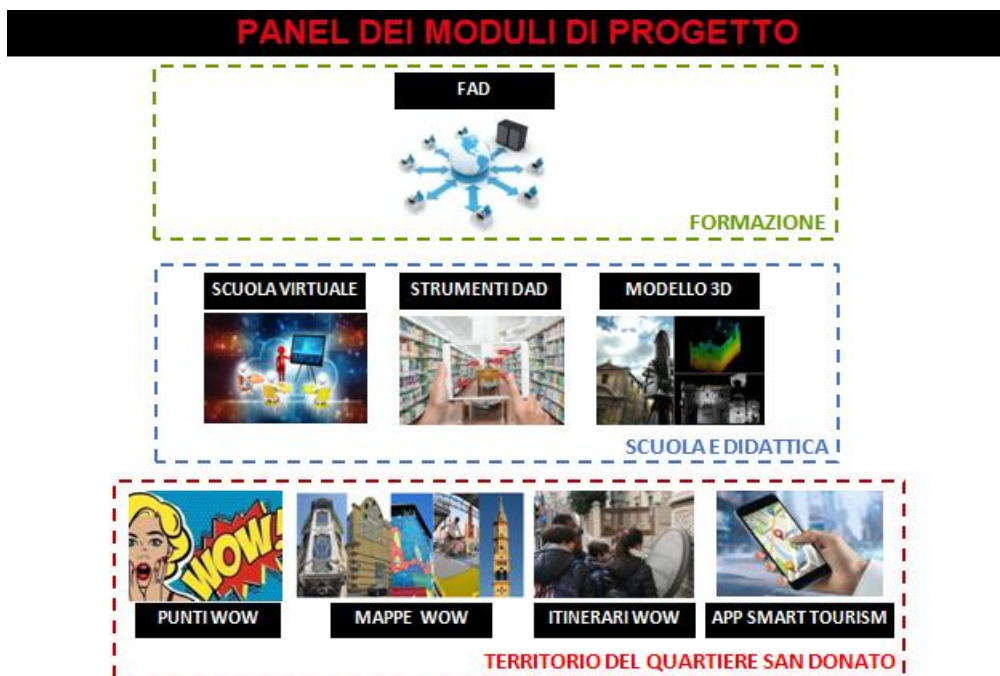 PANEL DEI MODULI DI PROGETTO
FAD
FORMAZIONE
SCUOLA VIRTUALE
STRUMENTI DAD
MODELLO 3D
SCUOLA E DIDATTICA
WOW!
PUNTI WOW
MAPPE WOW
ITINERARI WOW
APP SMART TOURISM
TERRITORIO DEL QUARTIERE SAN DONATO